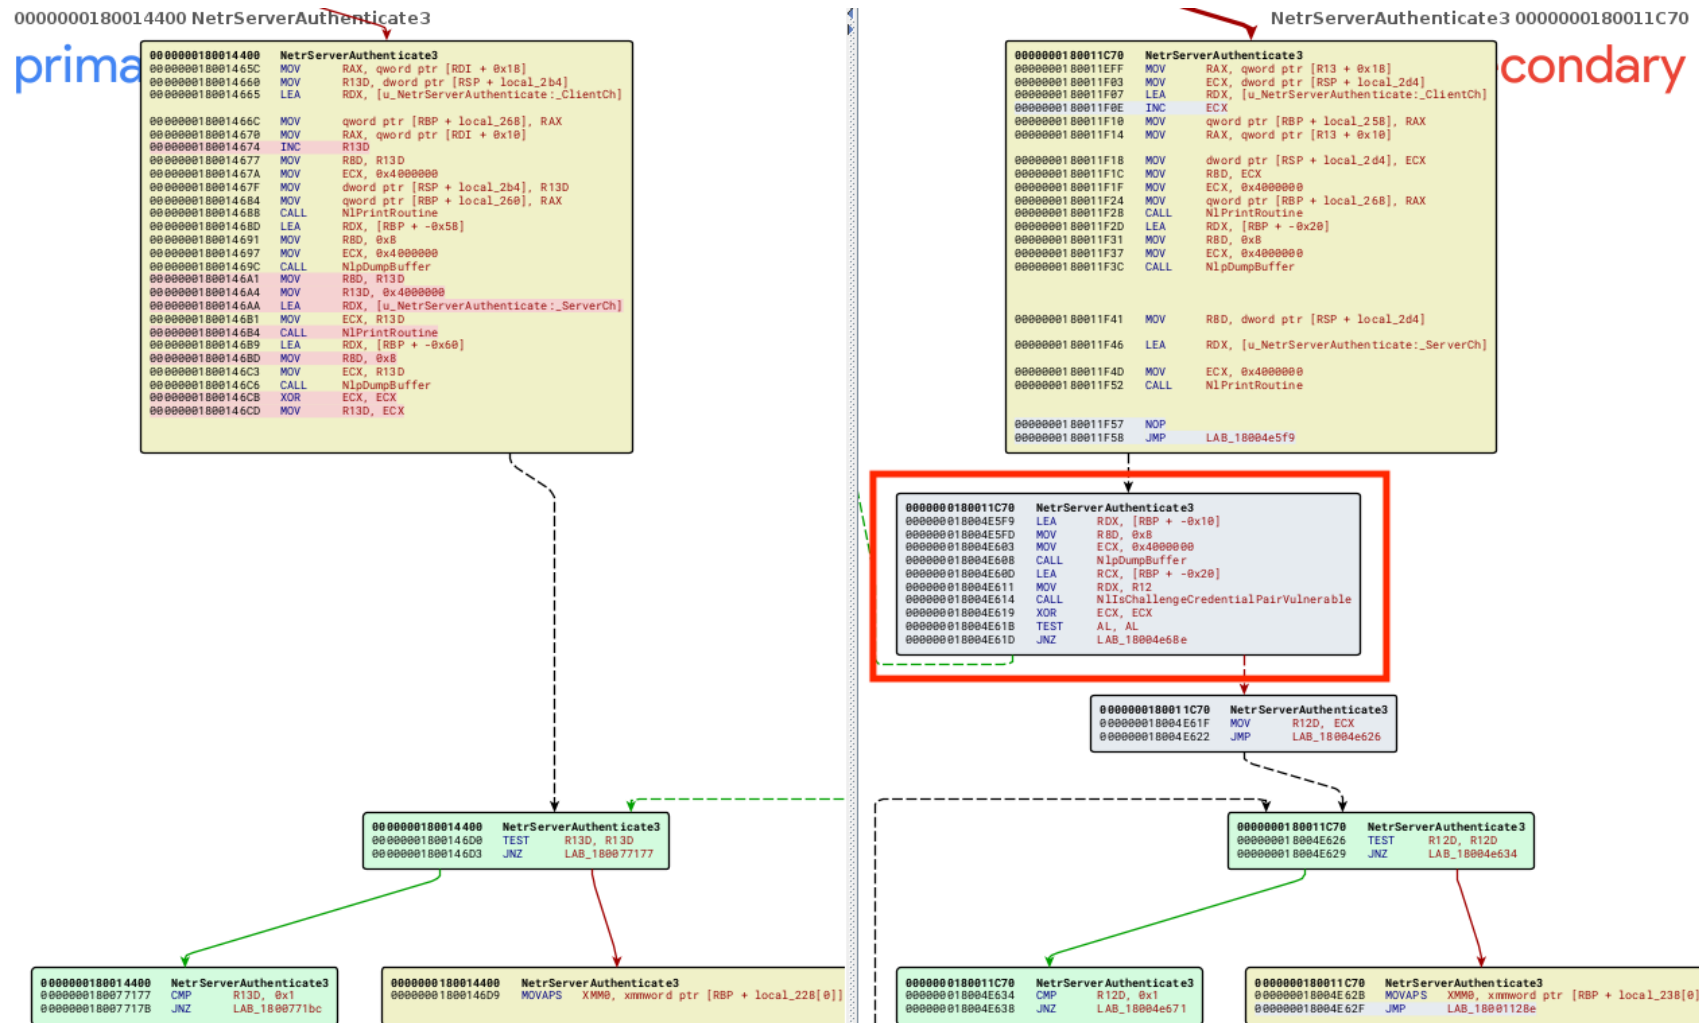 0000000180014400 NetrServerAuthenticate3
NetrServerAuthenticate3 0000000180011C70
prima
condary
0000000180014400 NetrServerAuthenticate3
000000018001465C MOV RAX, qword ptr [RDI + 0x18]
0000000180014660 MOV R13D, dword ptr [RSP + local_2b4]
0000000180014665 LEA RDX, [u_NetrServerAuthenticate:_ClientCh]
000000018001466C MOV qword ptr [RBP + local_268], RAX
0000000180014670 MOV RAX, qword ptr [RDI + 0x10]
0000000180014674 INC R13D
0000000180014677 MOV R8D, R13D
000000018001467A MOV ECX, 0x4000000
000000018001467F MOV dword ptr [RSP + local_2b4], R13D
0000000180014684 MOV qword ptr [RBP + local_260], RAX
0000000180014688 CALL NlPrintRoutine
000000018001468D LEA RDX, [RBP + -0x58]
0000000180014691 MOV R8D, 0x8
0000000180014697 MOV ECX, 0x4000000
000000018001469C CALL NlpDumpBuffer
00000001800146A1 MOV R8D, R13D
00000001800146A4 MOV R13D, 0x4000000
00000001800146AA LEA RDX, [u_NetrServerAuthenticate:_ServerCh]
00000001800146B1 MOV ECX, R13D
00000001800146B4 CALL NlPrintRoutine
00000001800146B9 LEA RDX, [RBP + -0x60]
00000001800146BD MOV R8D, 0x8
00000001800146C3 MOV ECX, R13D
00000001800146C6 CALL NlpDumpBuffer
00000001800146CB XOR ECX, ECX
00000001800146CD MOV R13D, ECX
0000000180011C70 NetrServerAuthenticate3
0000000180011EFF MOV RAX, qword ptr [R13 + 0x18]
0000000180011F03 MOV ECX, dword ptr [RSP + local_2d4]
0000000180011F07 LEA RDX, [u_NetrServerAuthenticate:_ClientCh]
0000000180011F0E INC ECX
0000000180011F10 MOV qword ptr [RBP + local_258], RAX
0000000180011F14 MOV RAX, qword ptr [R13 + 0x10]
0000000180011F18 MOV dword ptr [RSP + local_2d4], ECX
0000000180011F1C MOV R8D, ECX
0000000180011F1F MOV ECX, 0x4000000
0000000180011F24 MOV qword ptr [RBP + local_268], RAX
0000000180011F28 CALL NlPrintRoutine
0000000180011F2D LEA RDX, [RBP + -0x20]
0000000180011F31 MOV R8D, 0x8
0000000180011F37 MOV ECX, 0x4000000
0000000180011F3C CALL NlpDumpBuffer
0000000180011F41 MOV R8D, dword ptr [RSP + local_2d4]
0000000180011F46 LEA RDX, [u_NetrServerAuthenticate:_ServerCh]
0000000180011F4D MOV ECX, 0x4000000
0000000180011F52 CALL NlPrintRoutine
0000000180011F57 NOP
0000000180011F58 JMP LAB_18004e5f9
0000000180011C70 NetrServerAuthenticate3
000000018004E5F9 LEA RDX, [RBP + -0x10]
000000018004E5FD MOV R8D, 0x8
000000018004E603 MOV ECX, 0x4000000
000000018004E608 CALL NlpDumpBuffer
000000018004E60D LEA RCX, [RBP + -0x20]
000000018004E611 MOV RDX, R12
000000018004E614 CALL NlIsChallengeCredentialPairVulnerable
000000018004E619 XOR ECX, ECX
000000018004E61B TEST AL, AL
000000018004E61D JNZ LAB_18004e68e
0000000180011C70 NetrServerAuthenticate3
000000018004E61F MOV R12D, ECX
000000018004E622 JMP LAB_18004e626
0000000180014400 NetrServerAuthenticate3
00000001800146D0 TEST R13D, R13D
00000001800146D3 JNZ LAB_180077177
0000000180011C70 NetrServerAuthenticate3
000000018004E626 TEST R12D, R12D
000000018004E629 JNZ LAB_18004e634
0000000180014400 NetrServerAuthenticate3
0000000180077177 CMP R13D, 0x1
000000018007717B JNZ LAB_1800771bc
0000000180014400 NetrServerAuthenticate3
00000001800146D9 MOVAPS XMM0, xmmword ptr [RBP + local_228[0]]
0000000180011C70 NetrServerAuthenticate3
000000018004E634 CMP R12D, 0x1
000000018004E638 JNZ LAB_18004e671
0000000180011C70 NetrServerAuthenticate3
000000018004E62B MOVAPS XMM0, xmmword ptr [RBP + local_238[0]
000000018004E62F JMP LAB_18001128e